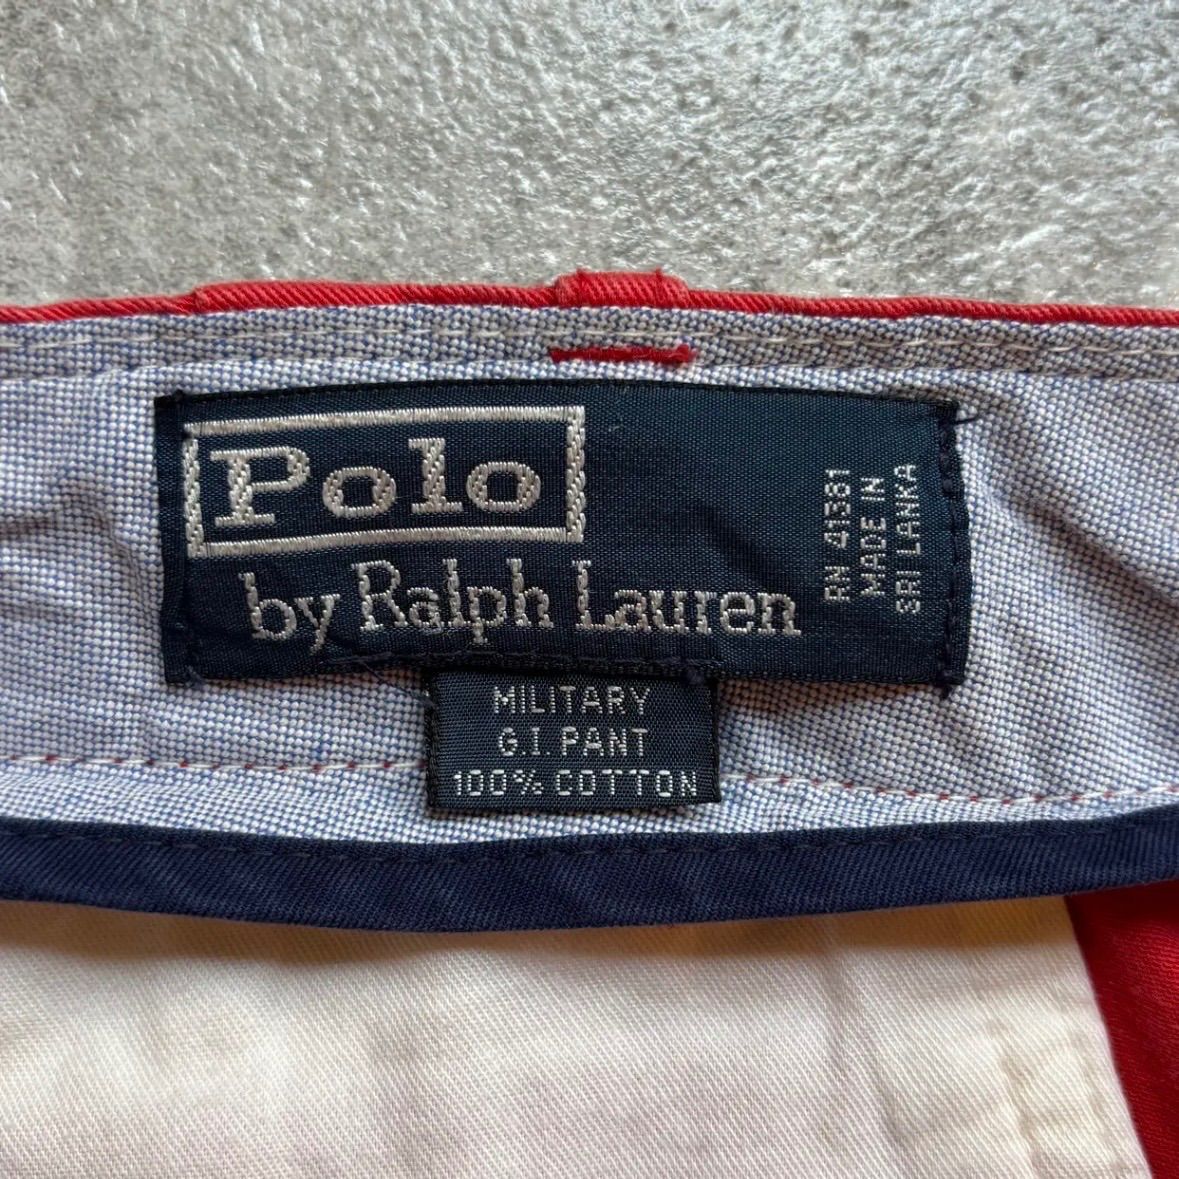 Polo
by Ralph Lauren
RN 41381
MADE IN
SRI LANKA
MILITARY
G.I. PANT
100% COTTON